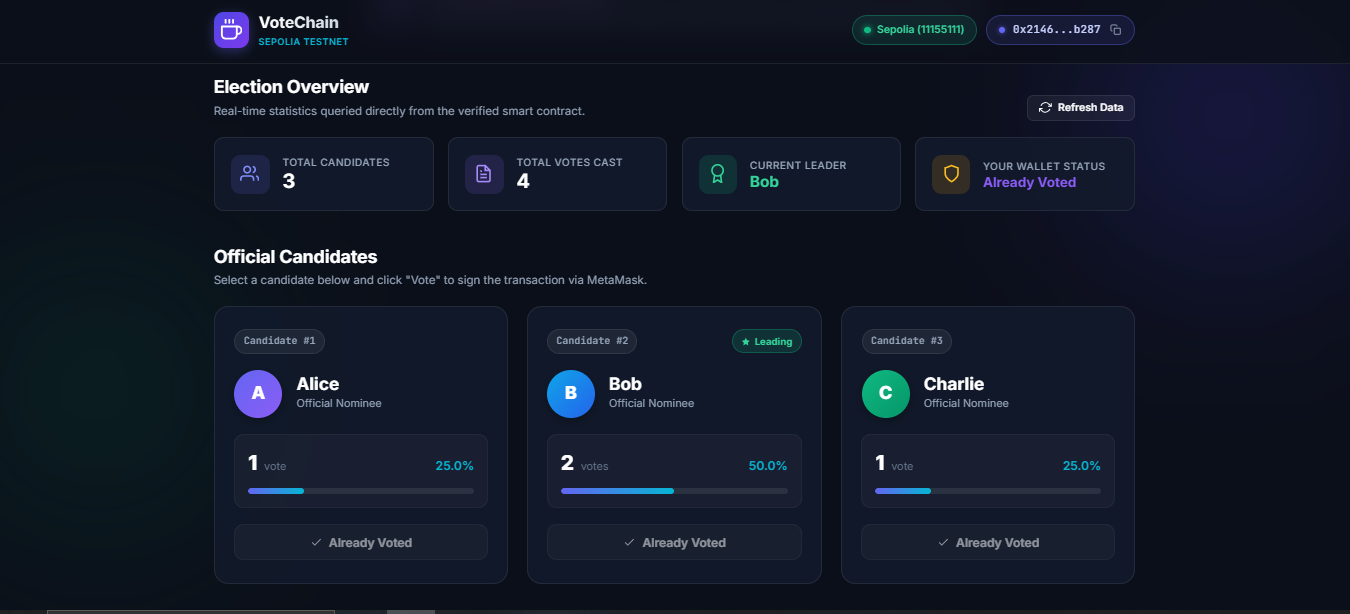 VoteChain
SEPOLIA TESTNET
Sepolia (11155111)
0x2146...b287
Election Overview
Real-time statistics queried directly from the verified smart contract.
Refresh Data
TOTAL CANDIDATES
3
TOTAL VOTES CAST
4
CURRENT LEADER
Bob
YOUR WALLET STATUS
Already Voted
Official Candidates
Select a candidate below and click "Vote" to sign the transaction via MetaMask.
Candidate #1
A
Alice
Official Nominee
1 vote
25.0%
Already Voted
Candidate #2
Leading
B
Bob
Official Nominee
2 votes
50.0%
Already Voted
Candidate #3
C
Charlie
Official Nominee
1 vote
25.0%
Already Voted